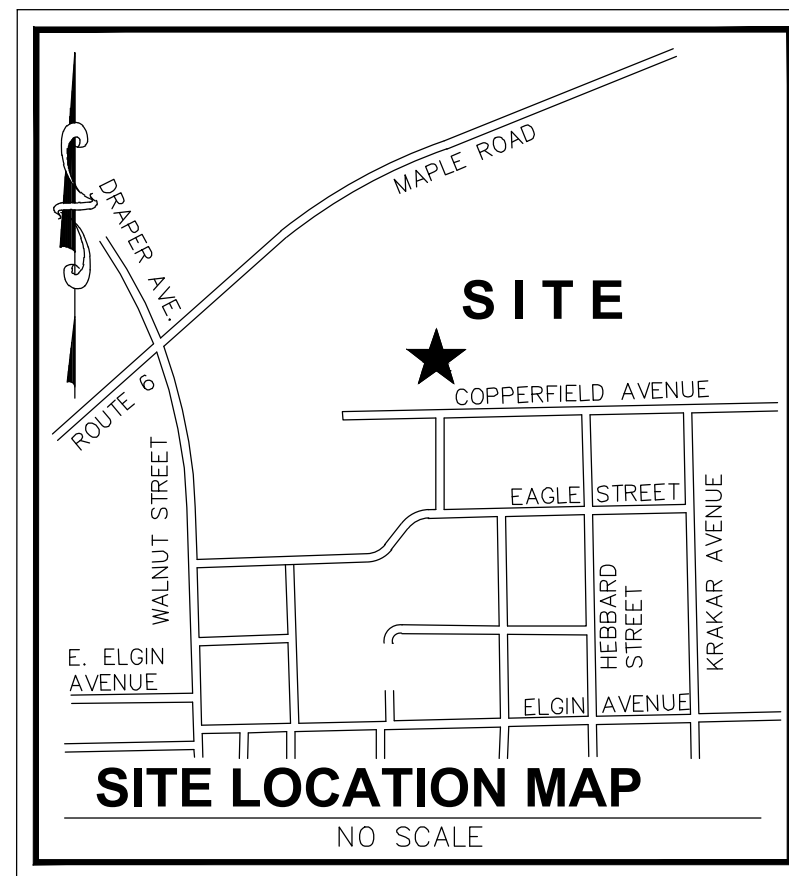 DRAPER AVE.
MAPLE ROAD
SITE
ROUTE 6
COPPERFIELD AVENUE
WALNUT STREET
EAGLE STREET
HEBBARD
STREET
KRAKAR AVENUE
E. ELGIN
AVENUE
ELGIN AVENUE
SITE LOCATION MAP
NO SCALE